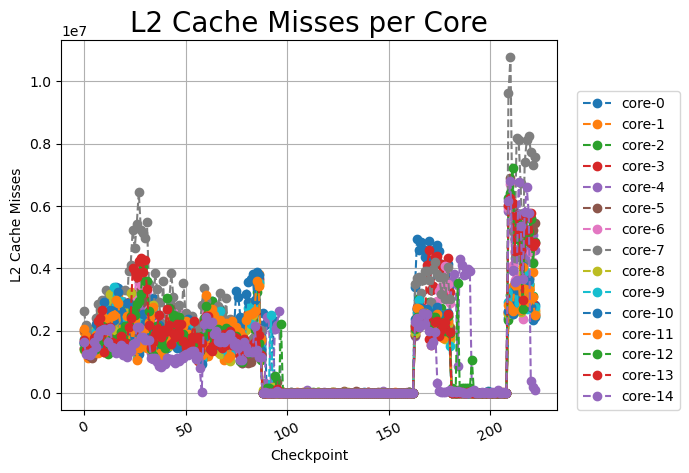 L2 Cache Misses per Core
1e7
1.0
0.8
0.6
0.4
0.2
0.0
L2 Cache Misses
0
50
100
150
200
Checkpoint
core-0
core-1
core-2
core-3
core-4
core-5
core-6
core-7
core-8
core-9
core-10
core-11
core-12
core-13
core-14